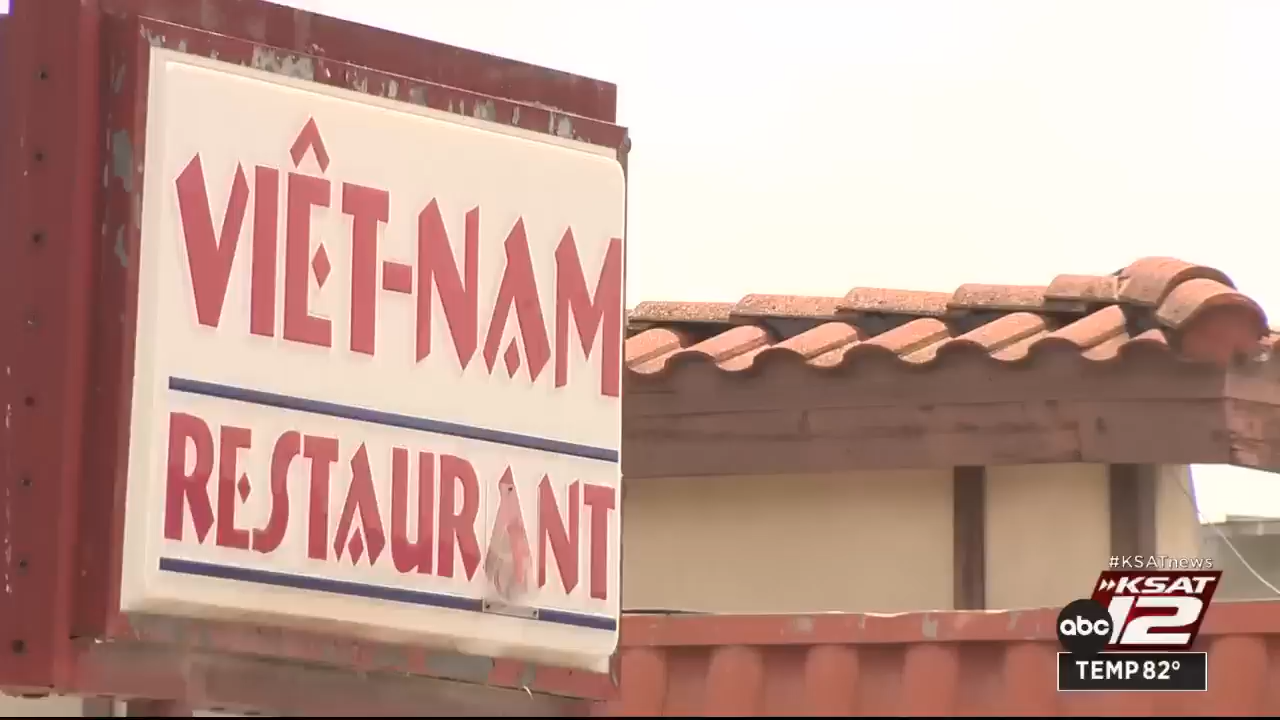 VIÊT-NAM
RESTAURANT
#KSATnews
KSAT
abc 12
TEMP 82°